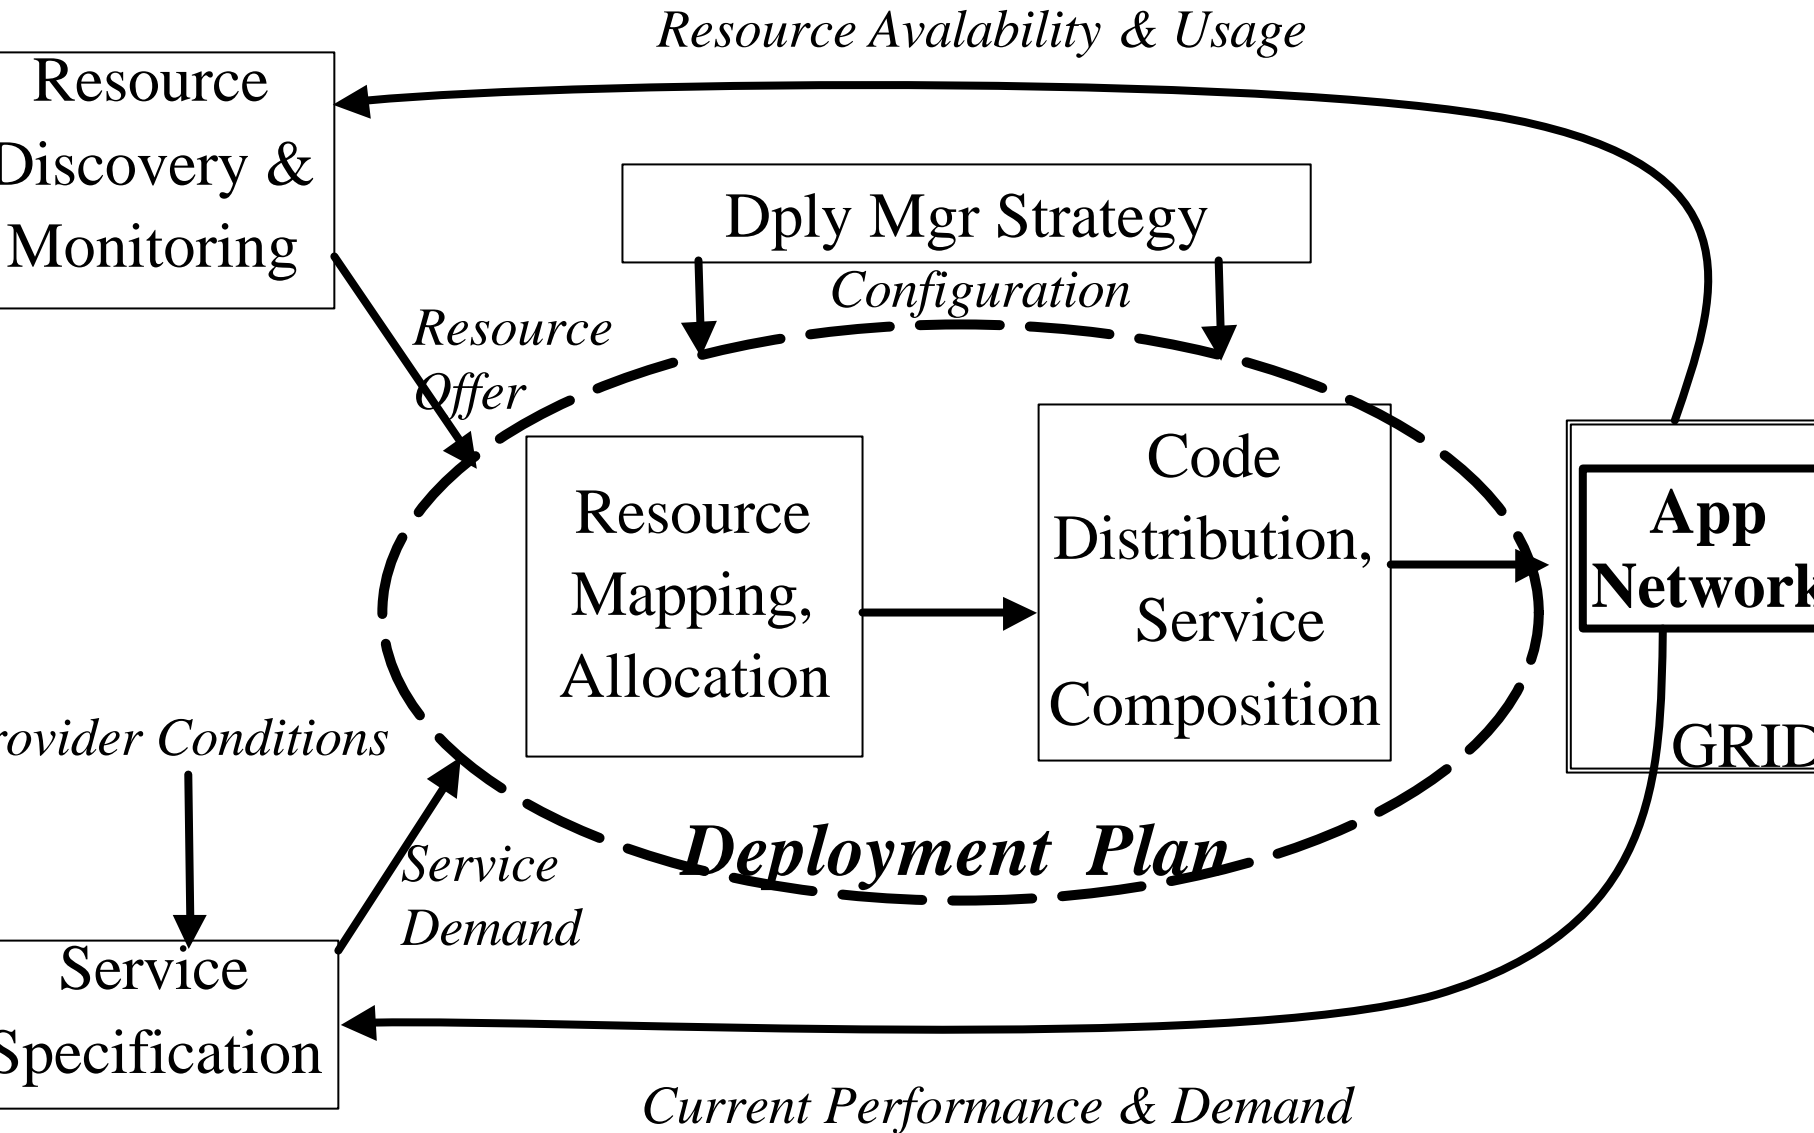 Resource Avalability & Usage
Resource
Discovery &
Monitoring
Dply Mgr Strategy
Configuration
Resource
Offer
Resource
Mapping,
Allocation
Code
Distribution,
Service
Composition
App
Network
GRID
rovider Conditions
Service
Demand
Deployment Plan
Service
Specification
Current Performance & Demand